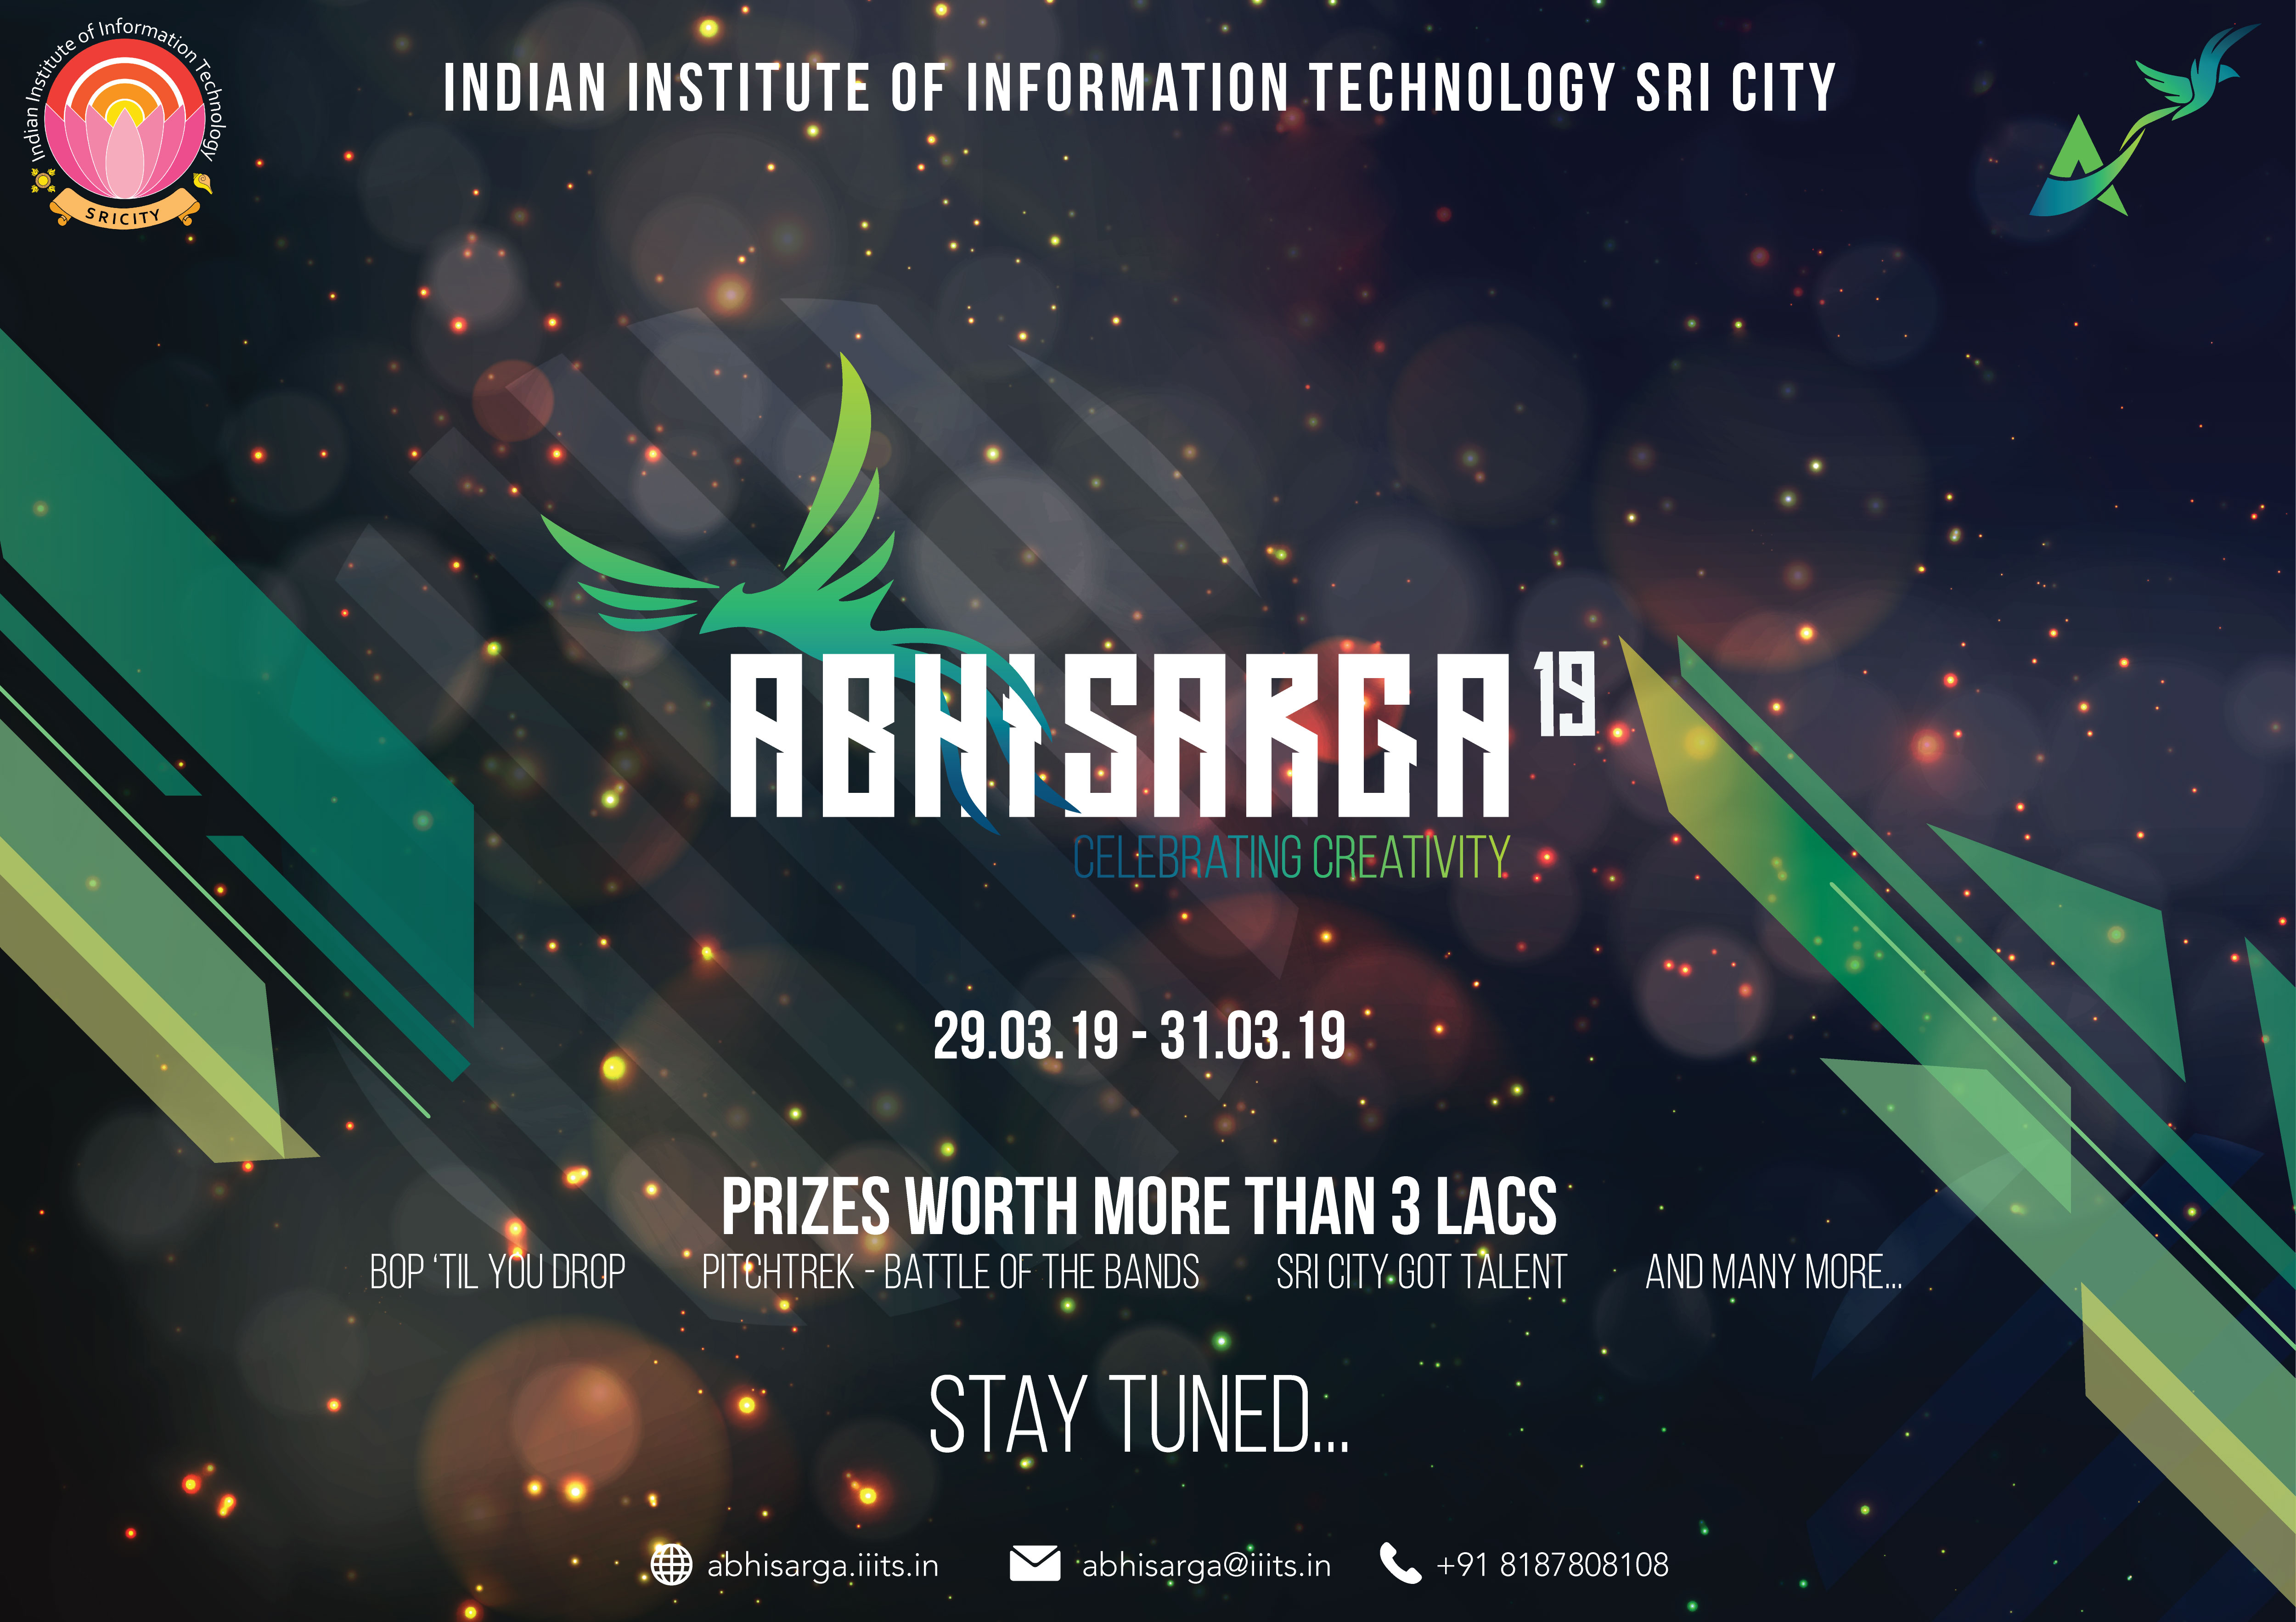 Indian Institute of Information Technology
SRICITY
INDIAN INSTITUTE OF INFORMATION TECHNOLOGY SRI CITY
A
ABHISARGA 19
CELEBRATING CREATIVITY
29.03.19 - 31.03.19
PRIZES WORTH MORE THAN 3 LACS
BOP ‘TIL YOU DROP PITCHTREK - BATTLE OF THE BANDS SRI CITY GOT TALENT AND MANY MORE...
STAY TUNED...
abhisarga.iiits.in abhisarga@iiits.in +91 8187808108